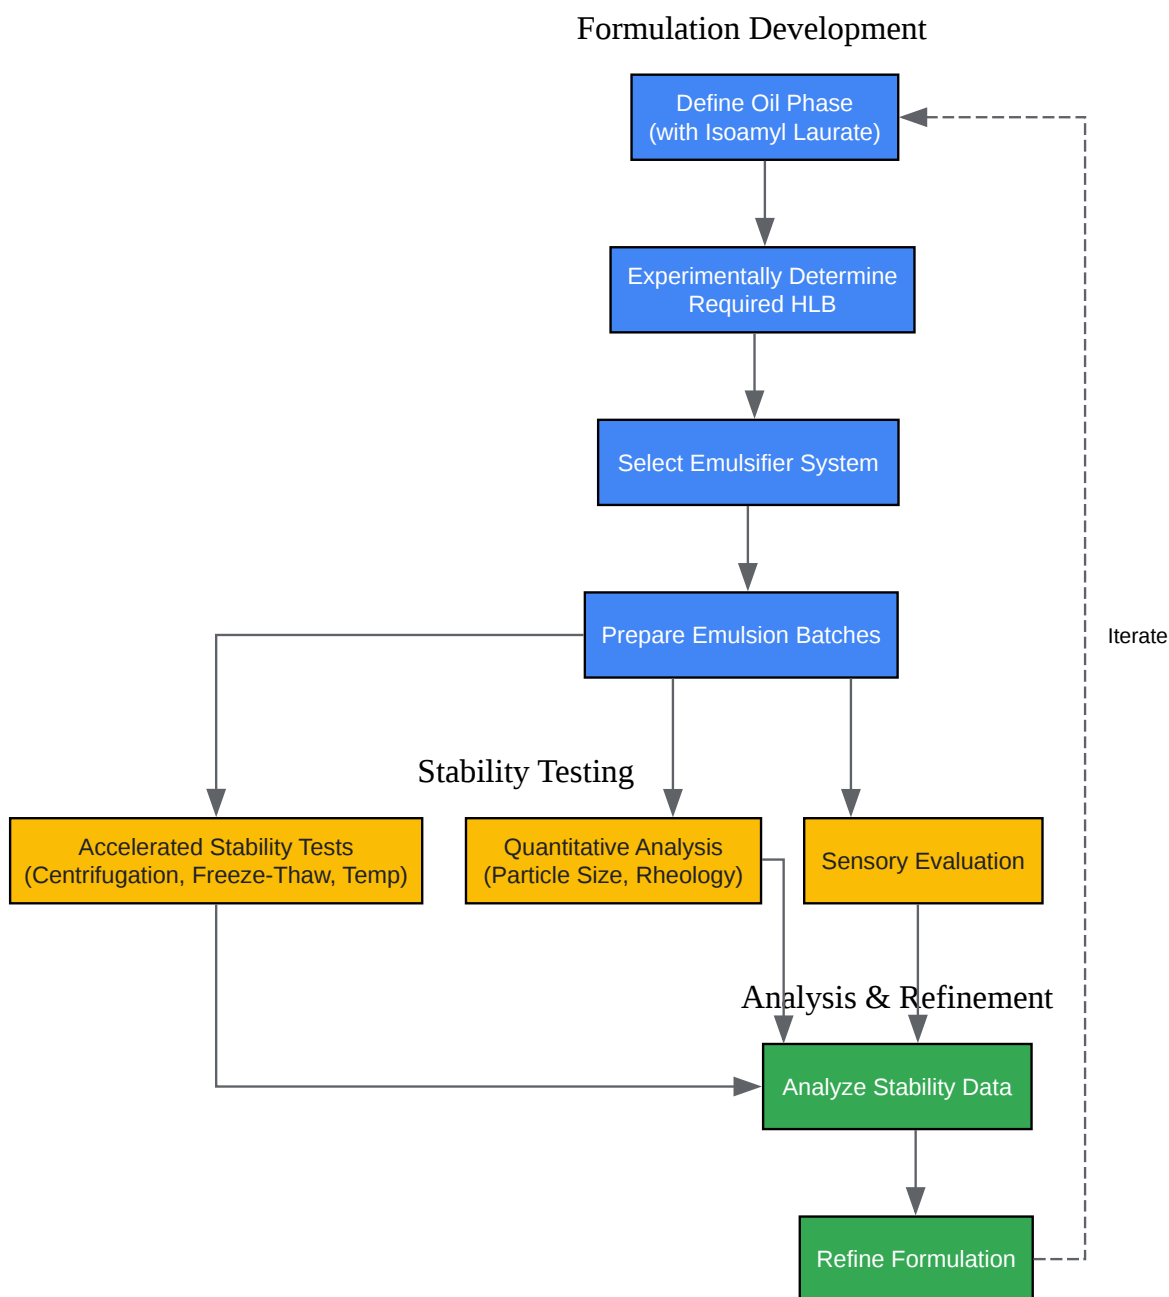 Formulation Development
Define Oil Phase
(with Isoamyl Laurate)
Experimentally Determine
Required HLB
Select Emulsifier System
Prepare Emulsion Batches
Iterate
Stability Testing
Accelerated Stability Tests
(Centrifugation, Freeze-Thaw, Temp)
Quantitative Analysis
(Particle Size, Rheology)
Sensory Evaluation
Analysis & Refinement
Analyze Stability Data
Refine Formulation